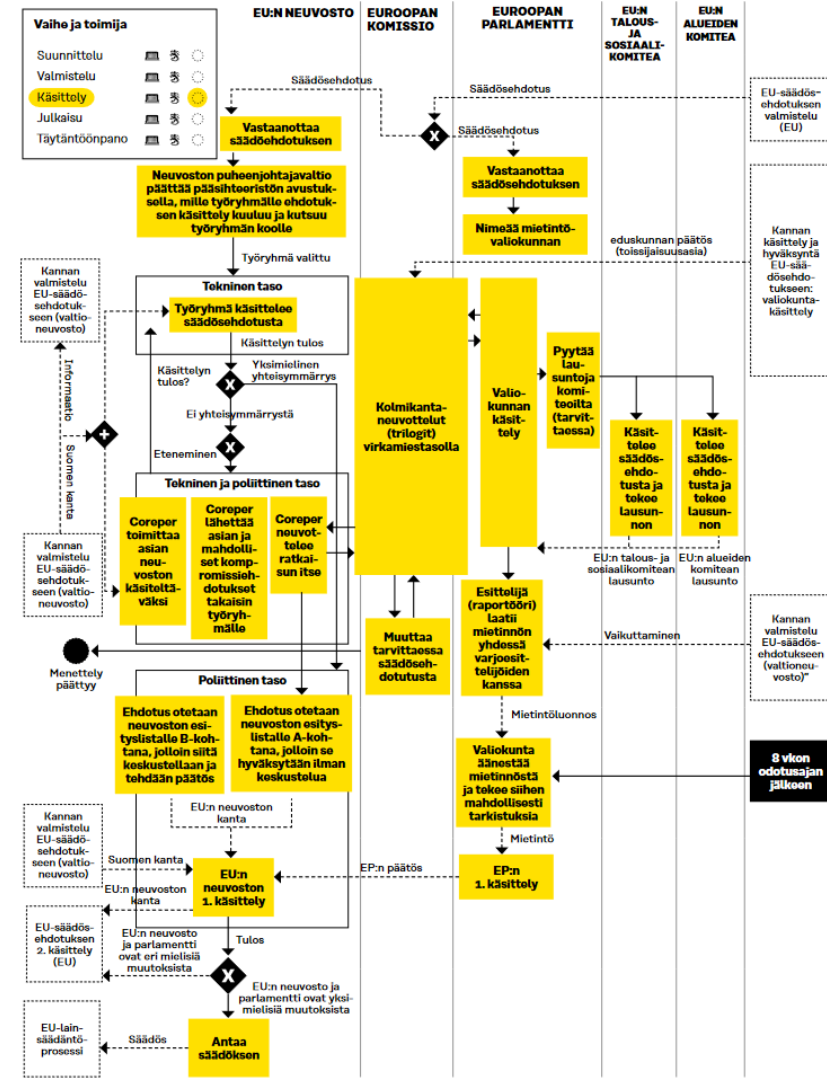 Vaihe ja toimija
Suunnittelu
Valmistelu
Käsittely
Julkaisu
Täytäntöönpano
EU:N NEUVOSTO
EUROOPAN
KOMISSIO
EUROOPAN
PARLAMENTTI
EU:N
TALOUS-
JA
SOSIAALI-
KOMITEA
EU:N
ALUEIDEN
KOMITEA
Säädösehdotus
Säädösehdotus
Säädösehdotus
X
EU-säädös-
ehdotuksen
valmistelu
(EU)
Vastaanottaa
säädöehdotuksen
Neuvoston puheenjohtajavaltio
päättää pääsihteeristön avustuk-
sella, mille työryhmälle ehdotuk-
sen käsittely kuuluu ja kutsuu
työryhmän koolle
Vastaanottaa
säädösehdotuksen
Nimeää mietintö-
valiokunnan
eduskunnan päätös
(toissijaisuusasia)
Kannan
käsittely ja
hyväksyntä
EU-sää-
dösehdo-
tukseen:
valiokunta-
käsittely
Työryhmä valittu
Kannan
valmistelu
EU-säädö-
sehdotuk-
seen (valtio-
neuvosto)
Tekninen taso
Työryhmä käsittelee
säädösehdotusta
Käsittelyn tulos
Käsittelyn
tulos?
Yksimielinen
yhteisymmärrys
X
Ei yhteisymmärrystä
X
Eteneminen
Informaatio
Suomen kanta
+
Kolmikanta-
neuvottelut
(trilogit)
virkamiestasolla
Valio-
kunnan
käsit-
tely
Pyytää
lau-
suntoja
komi-
teoilta
(tarvit-
taessa)
Käsit-
telee
säädös-
ehdo-
tusta ja
tekee
lausun-
non
Käsit-
telee
säädös-
ehdo-
tusta ja
tekee
lausun-
non
Tekninen ja poliittinen taso
Coreper
toimittaa
asian
neu-
voston
käsiteltä-
väksi
Coreper
lähettää
asian ja
mahdolli-
set komp-
romissieh-
dotukset
takaisin
työryh-
mälle
Coreper
neuvot-
telee
ratkai-
sun itse
Kannan
valmistelu
EU-säädö-
sehdotuk-
seen (valtio-
neuvosto)
EU:n talous- ja
sosiaalikomitean
lausunto
EU:n alueiden
komitean
lausunto
Muuttaa
tarvittaessa
säädöseh-
dotutusta
Esittelijä
(raportööri)
laatii
mietinnön
yhdessä
varjoesit-
telijöiden
kanssa
Vaikuttaminen
Kannan
valmistelu
EU-säädös-
ehdotukseen
(valtioneu-
vosto)"
Menettely
päättyy
Poliittinen taso
Ehdotus otetaan
neuvoston esi-
tyslistalle B-koh-
tana, jolloin siitä
keskustellaan ja
tehdään päätös
Ehdotus otetaan
neuvoston esitys-
listalle A-koh-
tana, jolloin se
hyväksytään ilman
keskustelua
Mietintöluonnos
Valiokunta
äänestää
mietinnöstä
ja tekee siihen
mahdollisesti
tarkistuksia
8 vkon
odotusajan
jälkeen
EU:n neuvoston
kanta
Mietintö
Kannan
valmistelu
EU-säädö-
sehdotuk-
seen (valtio-
neuvosto)
Suomen kanta
EU:n
neuvoston
1. käsittely
EP:n päätös
EP:n
1. käsittely
EU:n neuvoston
kanta
EU-säädös-
ehdotuksen
2. käsittely
(EU)
EU:n neuvosto
ja parlamentti
ovat eri mielisiä
muutoksista
Tulos
X
EU:n neuvosto ja
parlamentti ovat yksi-
mielisiä muutoksista
EU-lain-
säädäntö-
prosessi
Säädös
Antaa
säädöksen